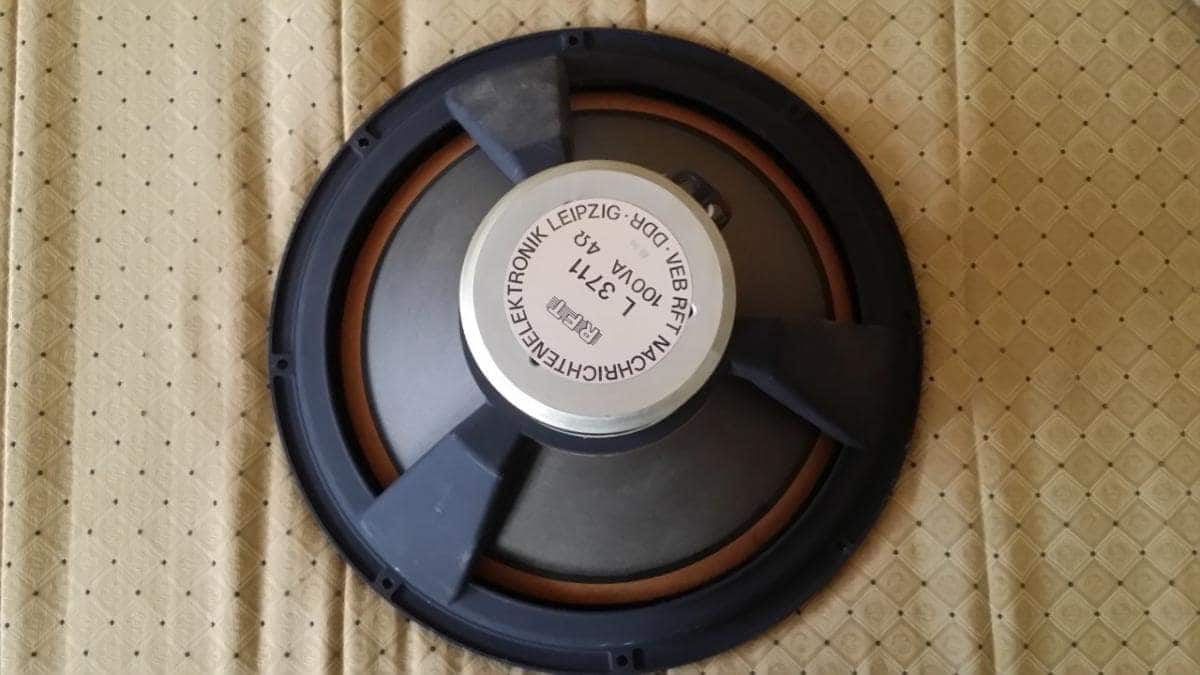 VEB RFT NACHRICHTENELEKTRONIK LEIPZIG · DDR ·
RFT
L 3711
100VA 4Ω